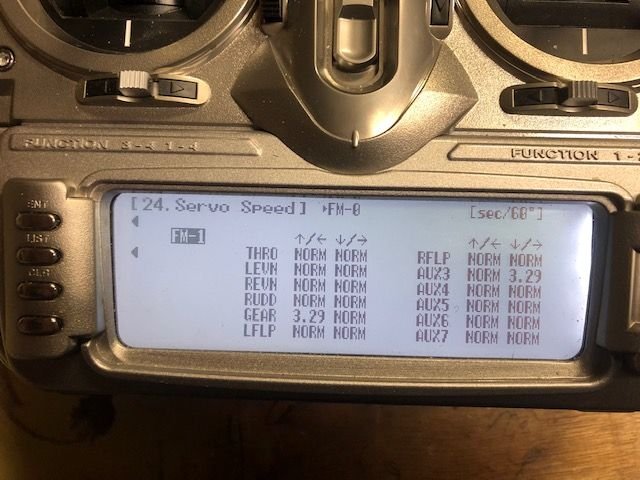 FUNCTION 3-4 1-4
FUNCTION 1-
ENT
LIST
CLR
[24.Servo Speed] ▸FM-0 [sec/60°]
FM-1
↑/← ↓/→
THRO NORM NORM
LEVN NORM NORM
REVN NORM NORM
RUDD NORM NORM
GEAR 3.29 NORM
LFLP NORM NORM
↑/← ↓/→
RFLP NORM NORM
AUX3 NORM 3.29
AUX4 NORM NORM
AUX5 NORM NORM
AUX6 NORM NORM
AUX7 NORM NORM